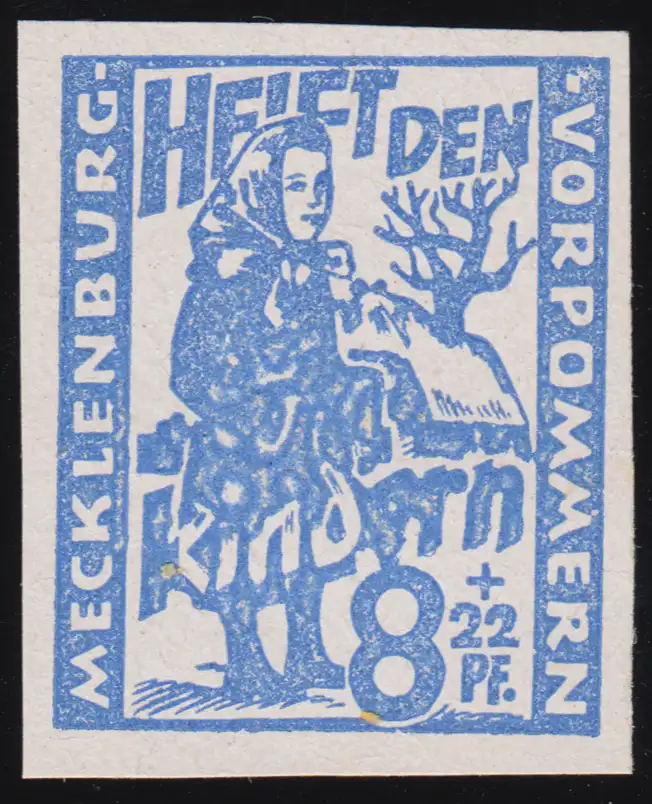 MECKLENBURG-
-VORPOMMERN
HELFT DEN
Kindern
8
+
22
PF.